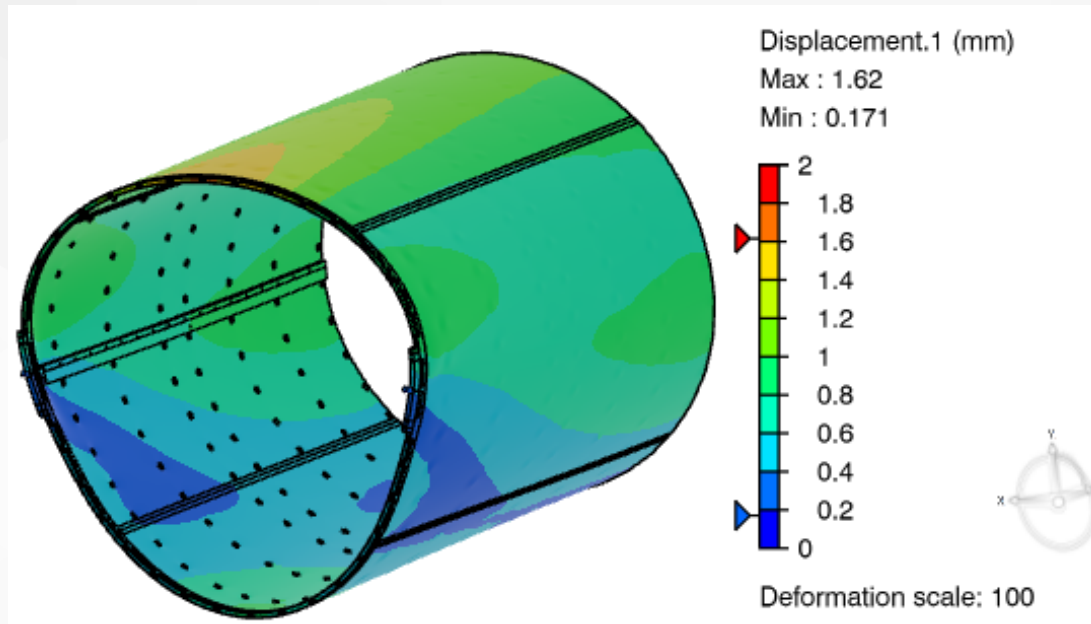 Displacement.1 (mm)
Max : 1.62
Min : 0.171
2
1.8
1.6
1.4
1.2
1
0.8
0.6
0.4
0.2
0
Y
X
Deformation scale: 100